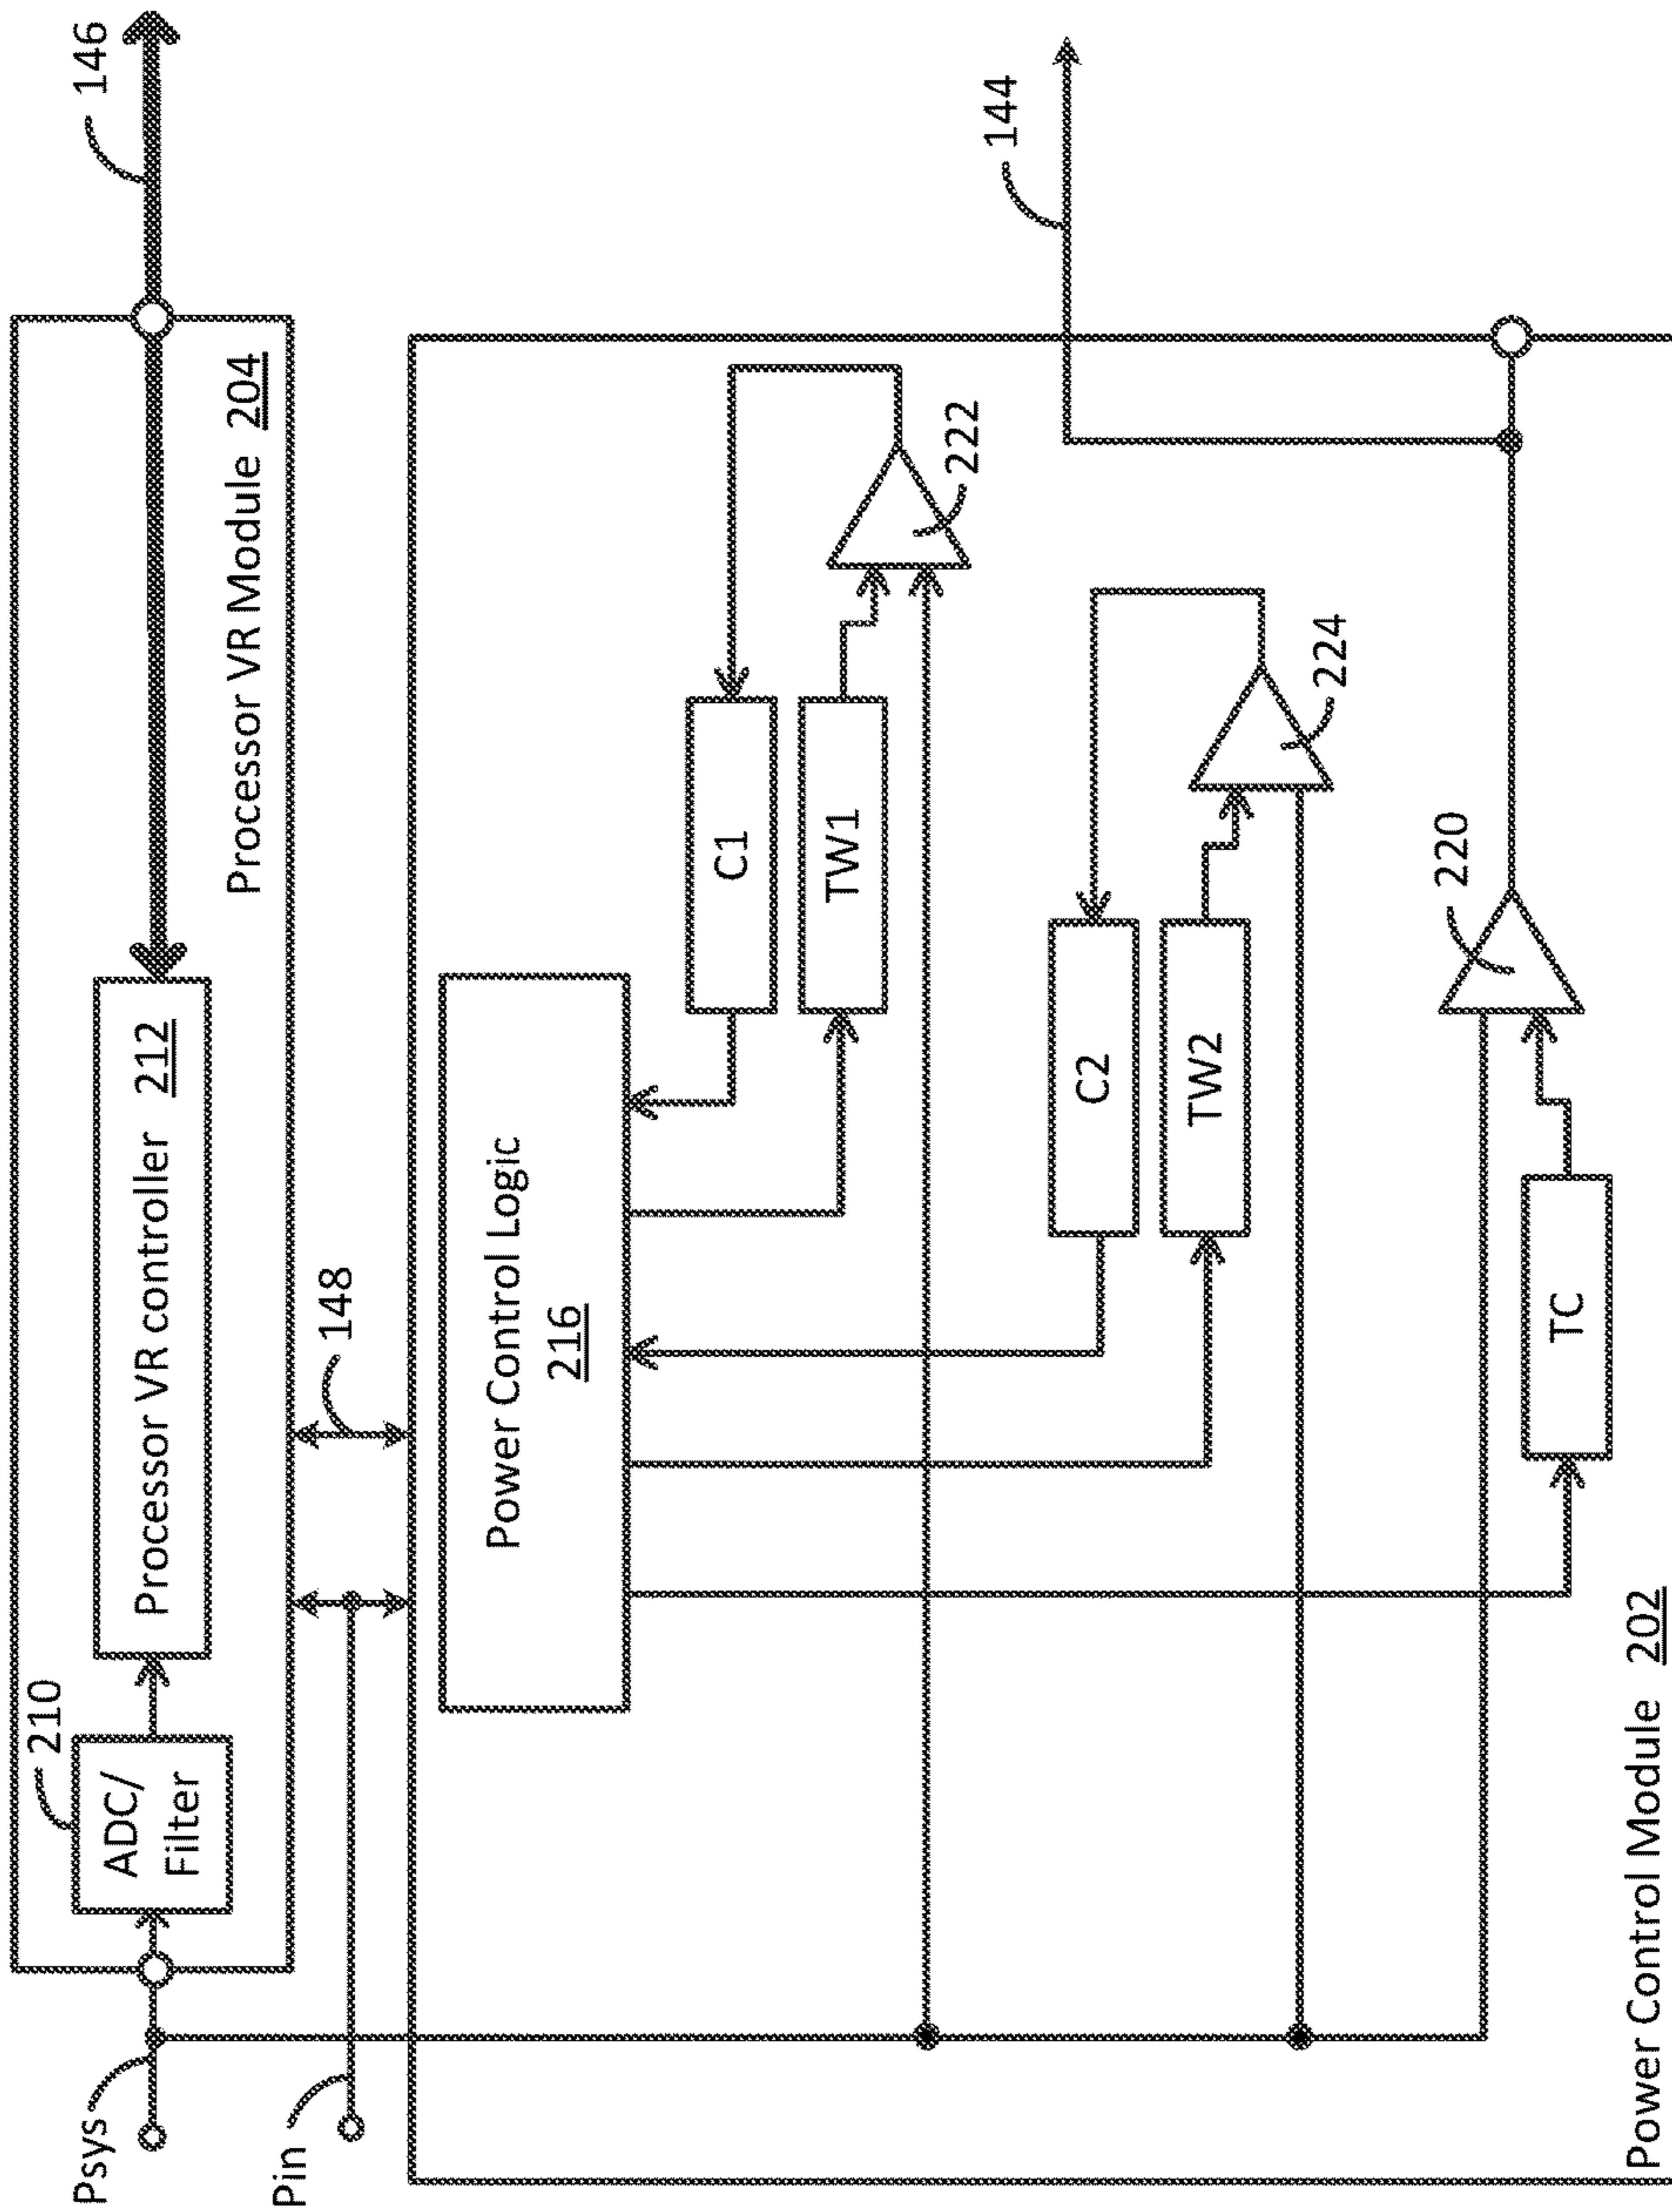 Psys
210
ADC/
Filter
Processor VR controller 212
146
Processor VR Module 204
Pin
148
144
Power Control Logic
216
C1
TW1
222
C2
TW2
224
220
TC
Power Control Module 202